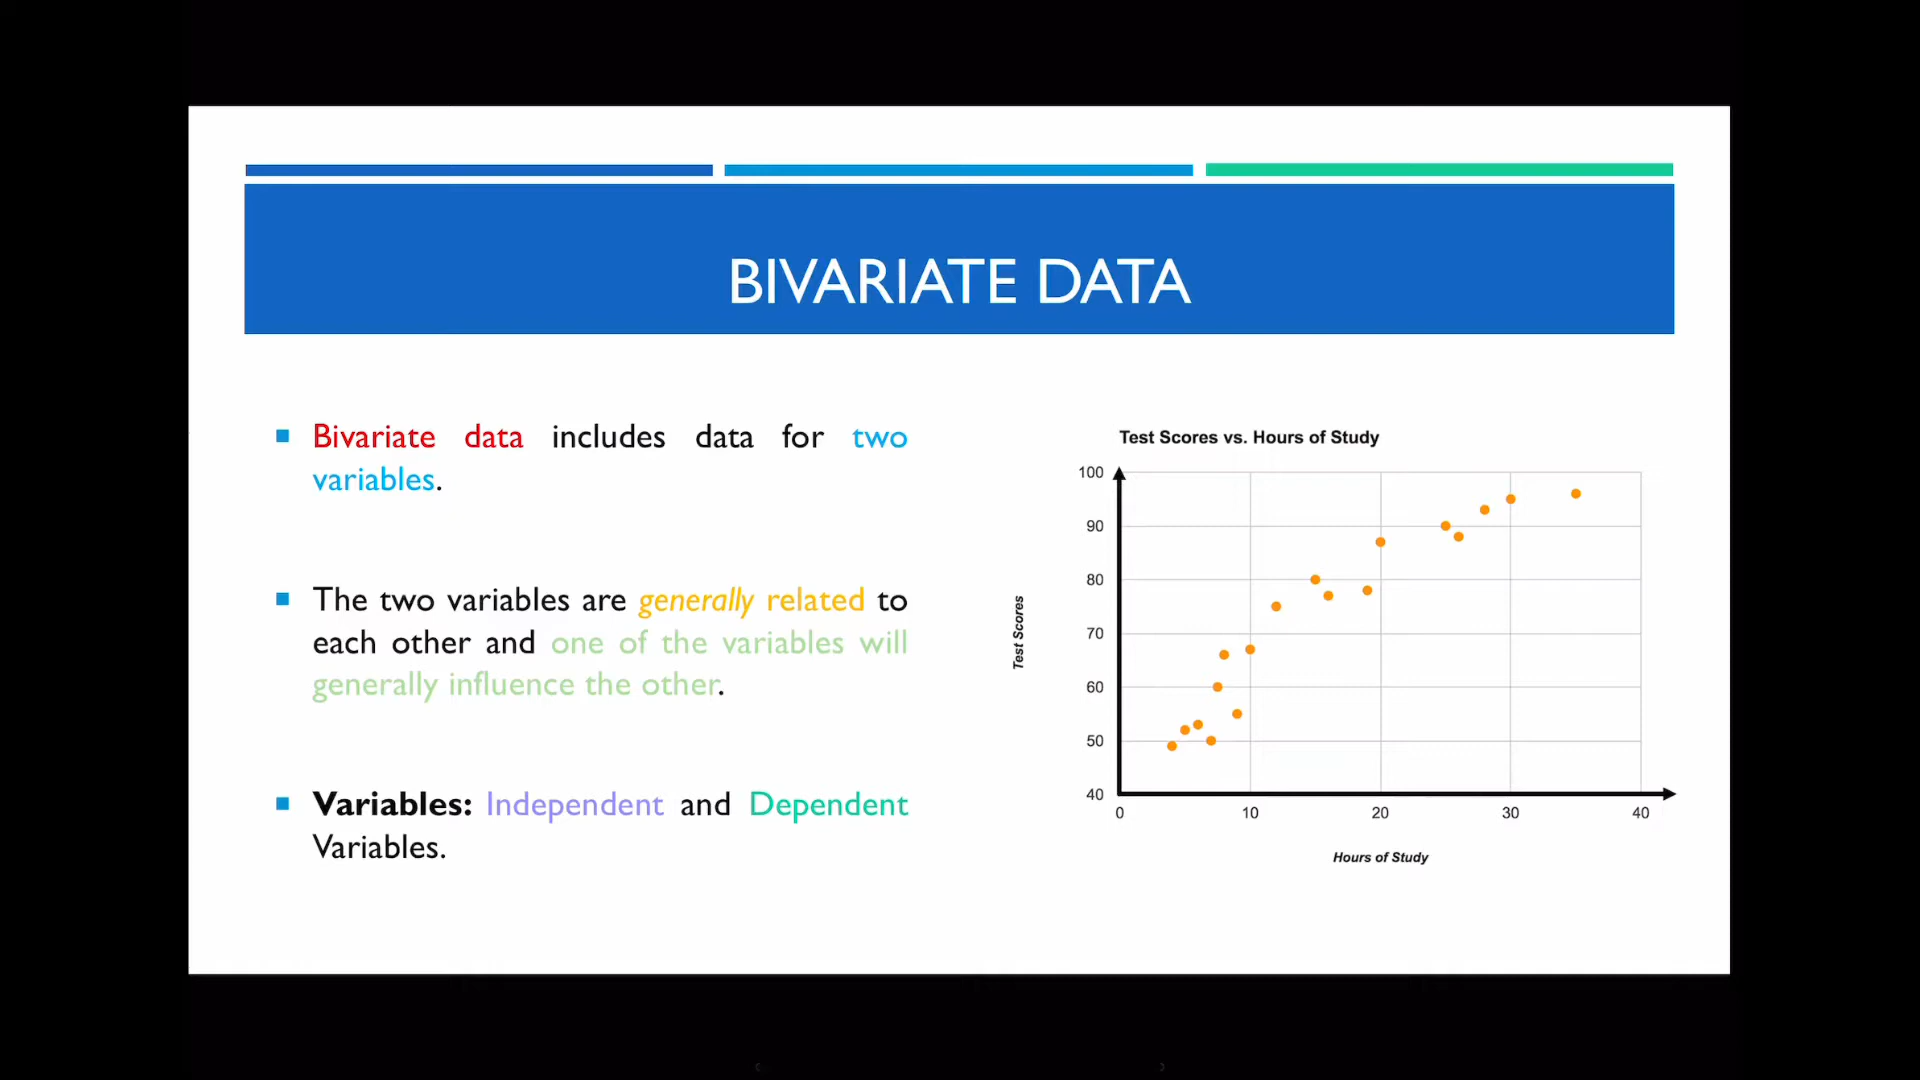 BIVARIATE DATA
Bivariate data includes data for two
variables.
The two variables are generally related to
each other and one of the variables will
generally influence the other.
Variables: Independent and Dependent
Variables.
Test Scores vs. Hours of Study
100
90
80
70
60
50
40
Test Scores
0 10 20 30 40
Hours of Study